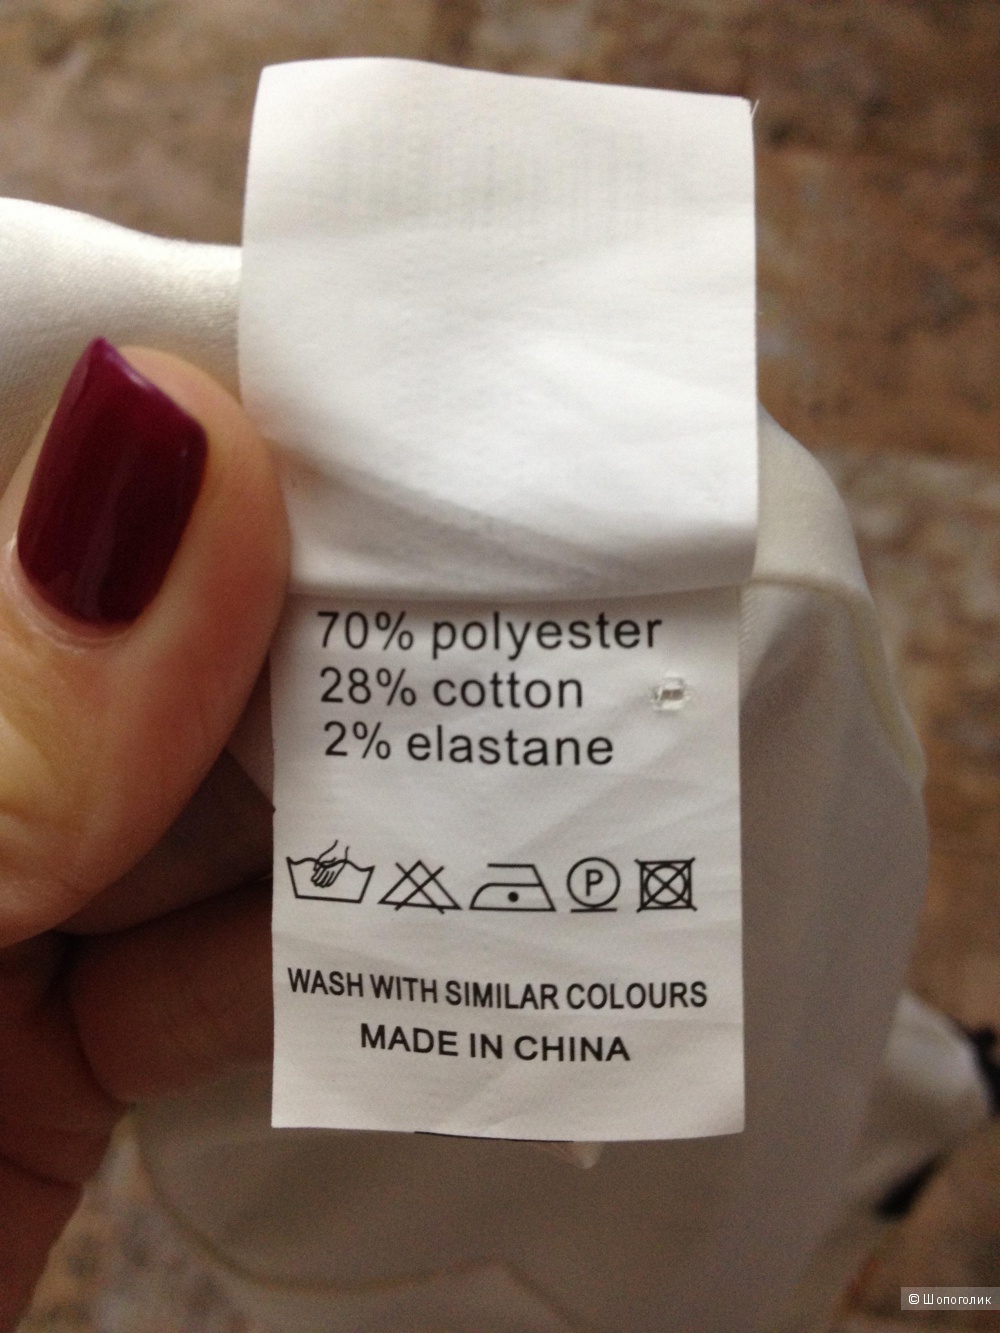 70% polyester
28% cotton
2% elastane
P
WASH WITH SIMILAR COLOURS
MADE IN CHINA
© Шопоголик